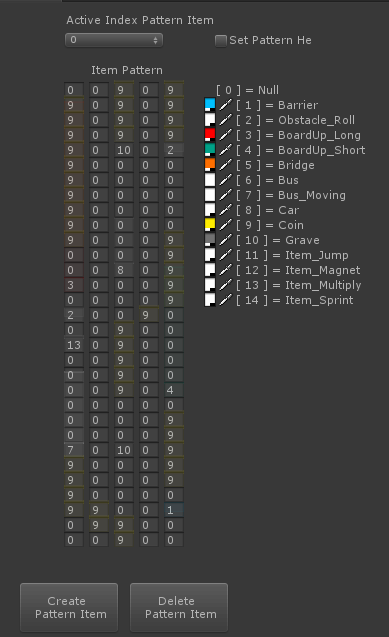 Active Index Pattern Item
0 Set Pattern He
Item Pattern
0 0 9 0 9 [ 0 ] = Null
9 0 9 0 9 [ 1 ] = Barrier
9 0 9 0 9 [ 2 ] = Obstacle_Roll
9 0 9 0 9 [ 3 ] = BoardUp_Long
9 0 10 0 2 [ 4 ] = BoardUp_Short
9 0 0 0 0 [ 5 ] = Bridge
9 0 0 0 0 [ 6 ] = Bus
9 0 0 0 0 [ 7 ] = Bus_Moving
9 0 0 0 0 [ 8 ] = Car
9 0 0 0 0 [ 9 ] = Coin
9 0 0 0 9 [ 10 ] = Grave
0 0 0 0 9 [ 11 ] = Item_Jump
0 0 8 0 9 [ 12 ] = Item_Magnet
3 0 0 0 9 [ 13 ] = Item_Multiply
0 0 0 0 9 [ 14 ] = Item_Sprint
2 0 0 9 0
0 0 9 0 0
13 0 9 0 0
0 0 9 0 0
0 0 9 0 0
0 0 9 0 4
0 0 0 0 0
0 0 0 0 9
0 0 0 0 9
7 0 10 0 9
9 0 0 0 9
9 0 0 0 9
9 0 0 0 0
9 9 0 0 1
0 9 9 0 0
0 0 9 0 0
Create Pattern Item
Delete Pattern Item